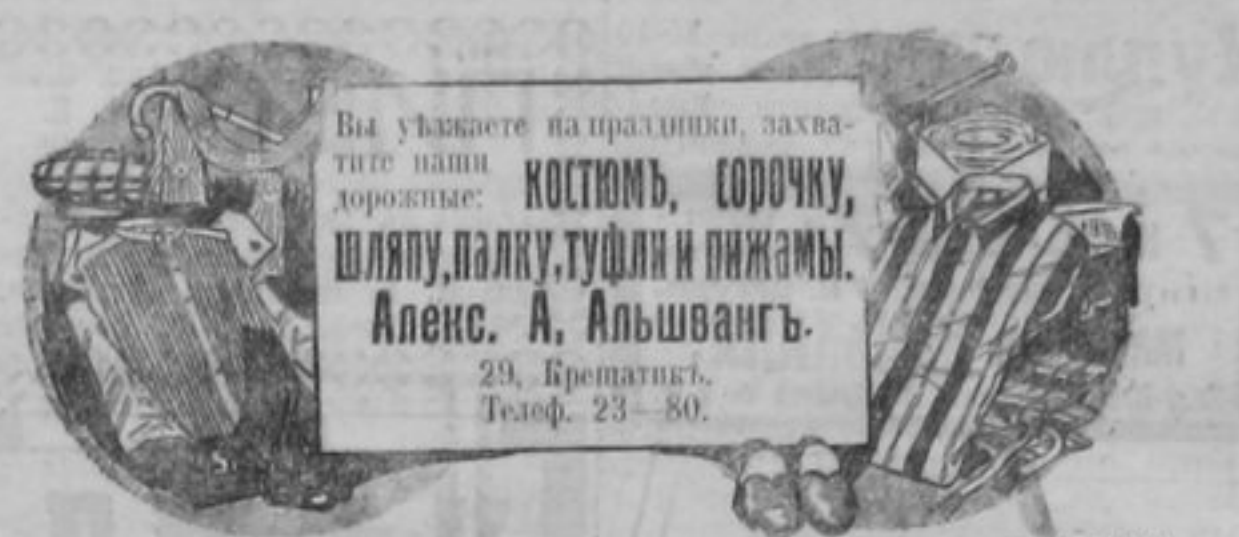 Вы уѣзжаете на праздники, захва-
тите наши
дорожные: костюмъ, сорочку,
шляпу, палку, туфли и пижамы.
Алекс. А, Альшвангъ.
29, Крещатикъ.
Телеф. 23—80.